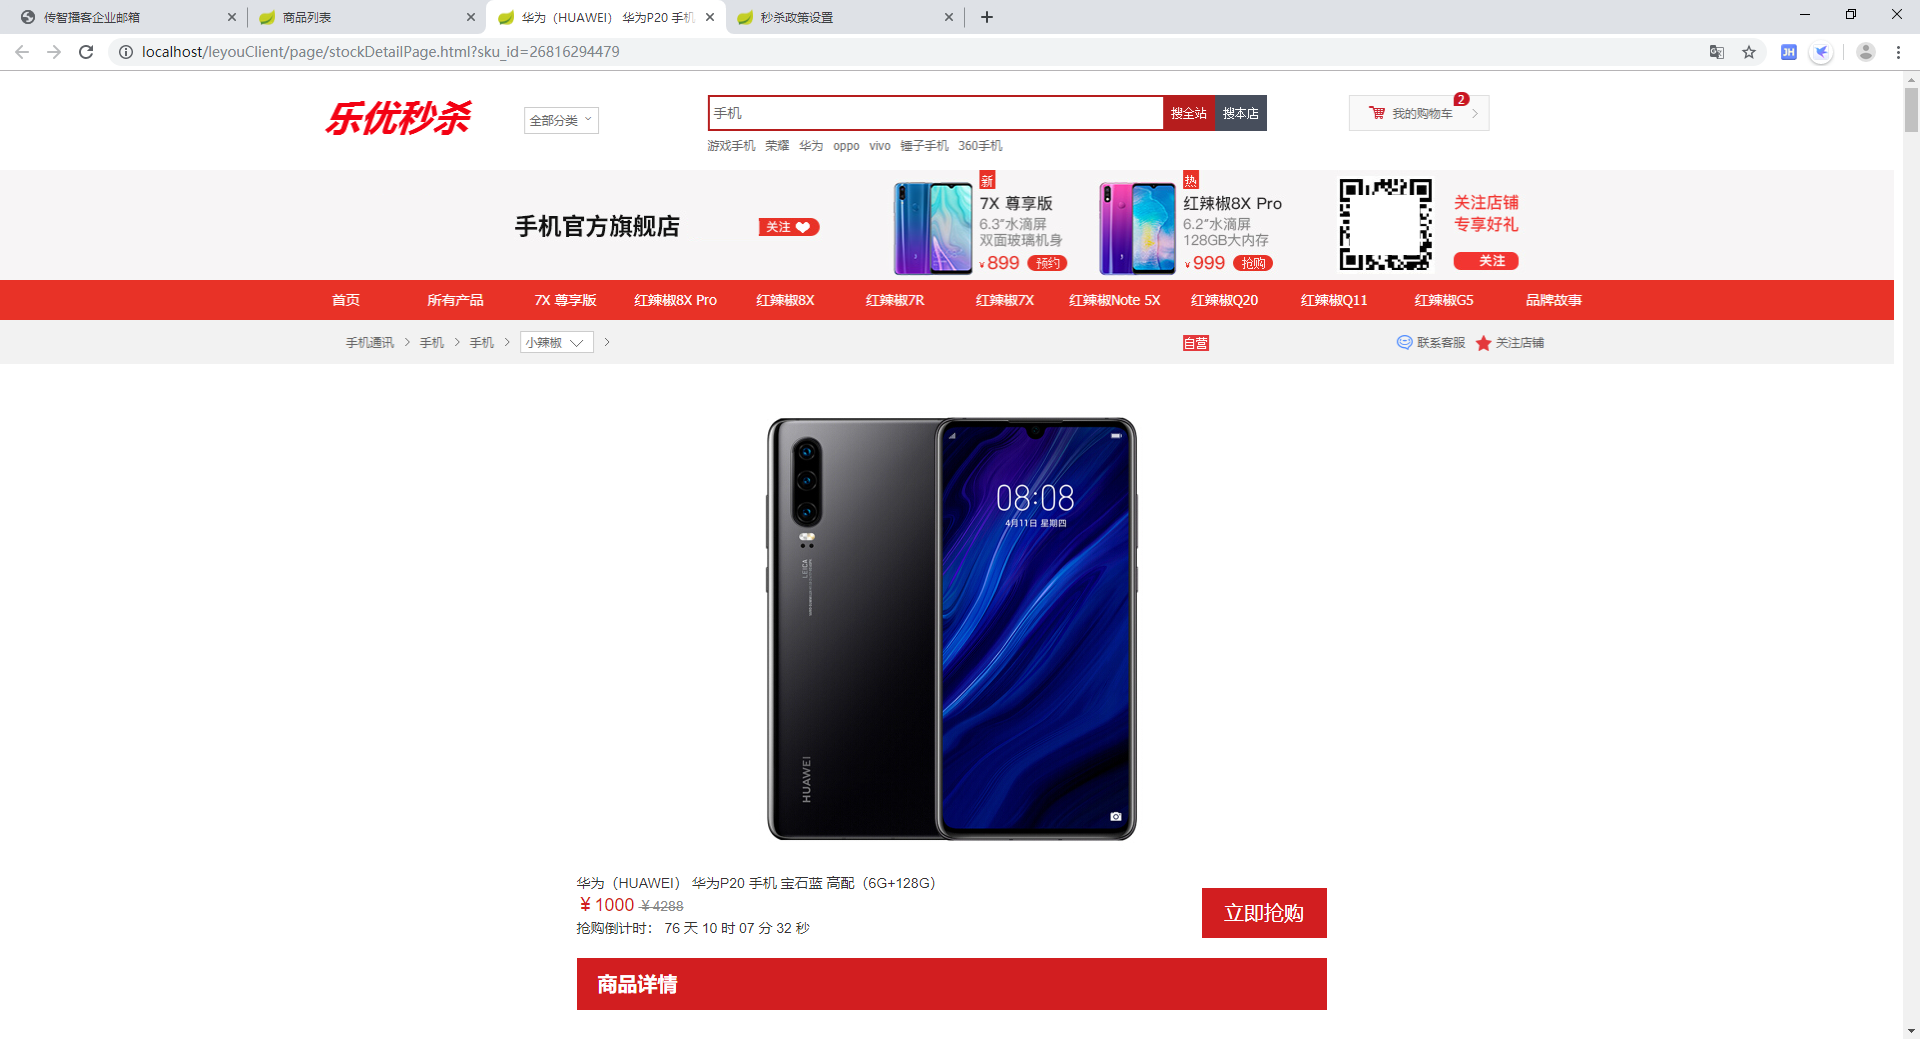 传智播客企业邮箱
商品列表
华为（HUAWEI） 华为P20 手机
秒杀政策设置
localhost/leyouClient/page/stockDetailPage.html?sku_id=26816294479
JH
乐优秒杀
全部分类
手机
搜全站
搜本店
2
我的购物车
游戏手机 荣耀 华为 oppo vivo 锤子手机 360手机
手机官方旗舰店
关注
新
7X 尊享版
6.3"水滴屏
双面玻璃机身
¥899 预约
热
红辣椒8X Pro
6.2"水滴屏
128GB大内存
¥999 抢购
关注店铺
专享好礼
关注
首页 所有产品 7X 尊享版 红辣椒8X Pro 红辣椒8X 红辣椒7R 红辣椒7X 红辣椒Note 5X 红辣椒Q20 红辣椒Q11 红辣椒G5 品牌故事
手机通讯 > 手机 > 手机 > 小辣椒 >
自营
联系客服 关注店铺
08:08
4月11日 星期四
LEICA
HUAWEI
华为（HUAWEI） 华为P20 手机 宝石蓝 高配（6G+128G）
¥1000 ¥4288
抢购倒计时： 76 天 10 时 07 分 32 秒
立即抢购
商品详情